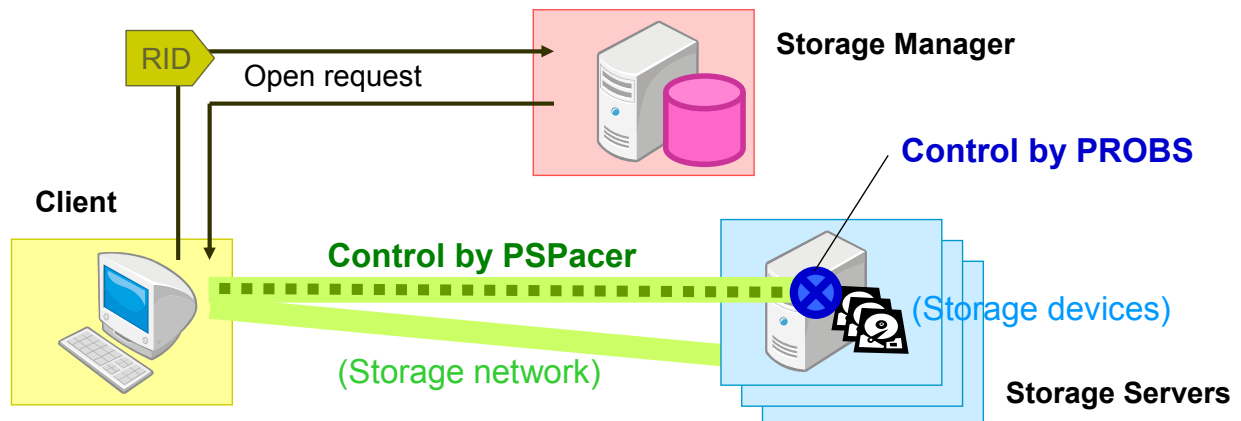 Storage Manager
RID
Open request
Control by PROBS
Client
Control by PSPacer
(Storage devices)
(Storage network)
Storage Servers